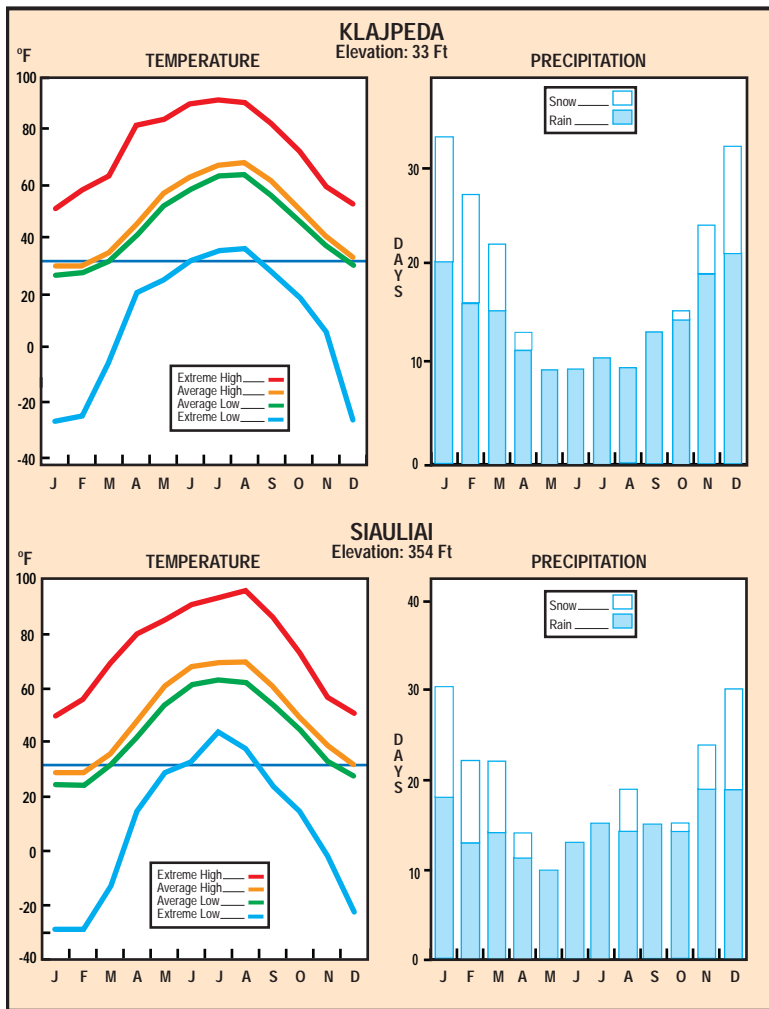 KLAJPEDA
Elevation: 33 Ft
ºF
TEMPERATURE
PRECIPITATION
100
80
60
40
20
0
-20
-40
Extreme High
Average High
Average Low
Extreme Low
J F M A M J J A S O N D
Snow
Rain
DAYS
30
20
10
0
J F M A M J J A S O N D
SIAULIAI
Elevation: 354 Ft
ºF
TEMPERATURE
PRECIPITATION
100
80
60
40
20
0
-20
-40
Extreme High
Average High
Average Low
Extreme Low
J F M A M J J A S O N D
Snow
Rain
DAYS
40
30
20
10
0
J F M A M J J A S O N D